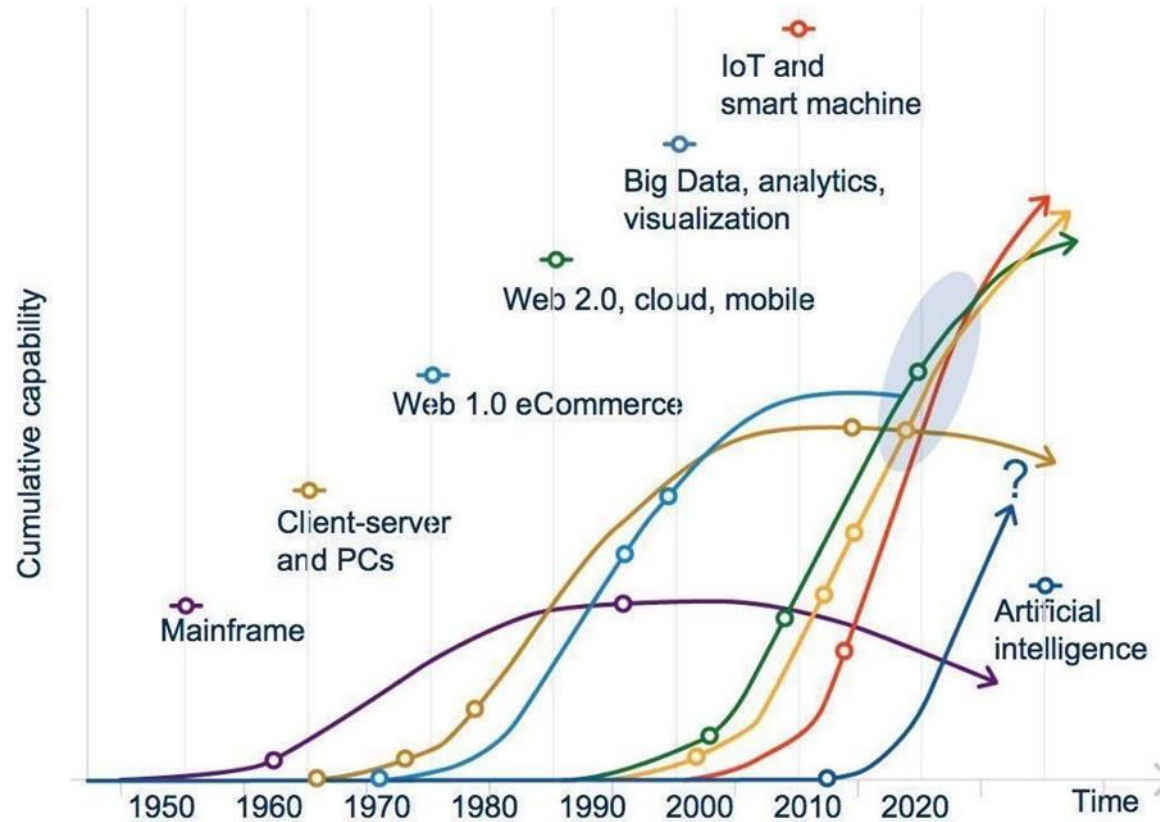 IoT and
smart machine
Big Data, analytics,
visualization
Web 2.0, cloud, mobile
Web 1.0 eCommerce
Client-server
and PCs
Mainframe
?
Artificial
intelligence
Cumulative capability
1950 1960 1970 1980 1990 2000 2010 2020 Time